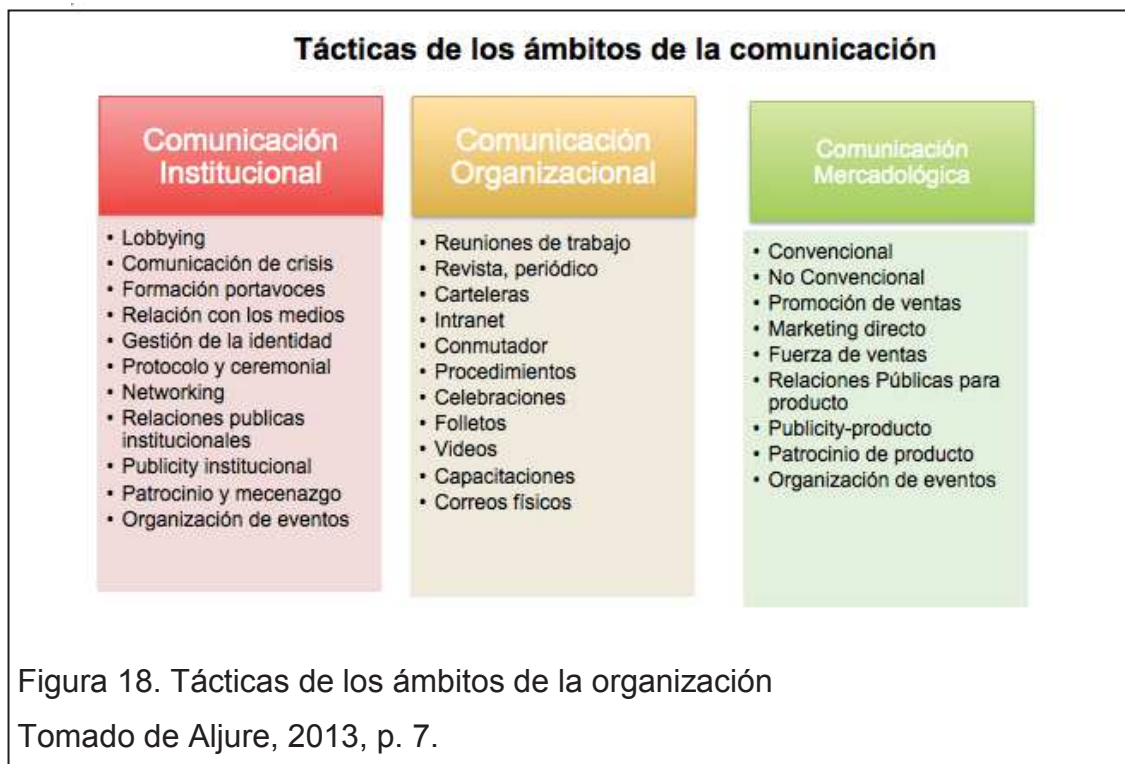 Tácticas de los ámbitos de la comunicación
Comunicación
Institucional
• Lobbying
• Comunicación de crisis
• Formación portavoces
• Relación con los medios
• Gestión de la identidad
• Protocolo y ceremonial
• Networking
• Relaciones publicas
institucionales
• Publicity institucional
• Patrocinio y mecenazgo
• Organización de eventos
Comunicación
Organizacional
• Reuniones de trabajo
• Revista, periódico
• Carteleras
• Intranet
• Conmutador
• Procedimientos
• Celebraciones
• Folletos
• Videos
• Capacitaciones
• Correos físicos
Comunicación
Mercadológica
• Convencional
• No Convencional
• Promoción de ventas
• Marketing directo
• Fuerza de ventas
• Relaciones Públicas para
producto
• Publicity-producto
• Patrocinio de producto
• Organización de eventos
Figura 18. Tácticas de los ámbitos de la organización
Tomado de Aljure, 2013, p. 7.